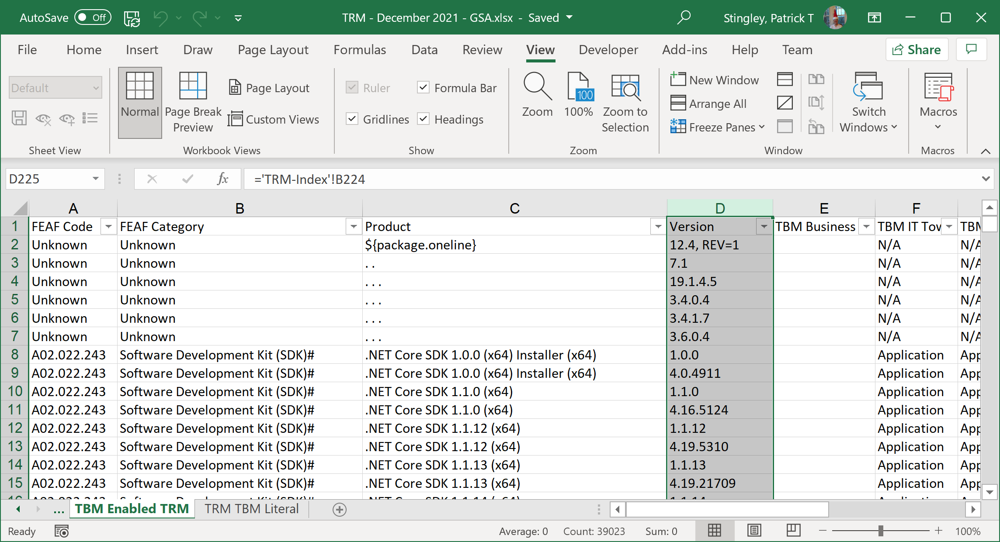 AutoSave Off TRM - December 2021 - GSA.xlsx - Saved Stingley, Patrick T
File Home Insert Draw Page Layout Formulas Data Review View Developer Add-ins Help Team Share
Default
Normal
Page Break Preview
Page Layout
Custom Views
Ruler Formula Bar
Gridlines Headings
Zoom
100
100%
Zoom to Selection
New Window
Arrange All
Freeze Panes
Switch Windows
Macros
Sheet View Workbook Views Show Zoom Window Macros
D225 fx ='TRM-Index'!B224
A B C D E F
1 FEAF Code FEAF Category Product Version TBM Business TBM IT Tow TBM
2 Unknown Unknown ${package.oneline} 12.4, REV=1 N/A N/A
3 Unknown Unknown . . 7.1 N/A N/A
4 Unknown Unknown . . . 19.1.4.5 N/A N/A
5 Unknown Unknown . . . 3.4.0.4 N/A N/A
6 Unknown Unknown . . . 3.4.1.7 N/A N/A
7 Unknown Unknown . . . 3.6.0.4 N/A N/A
8 A02.022.243 Software Development Kit (SDK)# .NET Core SDK 1.0.0 (x64) Installer (x64) 1.0.0 Application App
9 A02.022.243 Software Development Kit (SDK)# .NET Core SDK 1.0.0 (x64) Installer (x64) 4.0.4911 Application App
10 A02.022.243 Software Development Kit (SDK)# .NET Core SDK 1.1.0 (x64) 1.1.0 Application App
11 A02.022.243 Software Development Kit (SDK)# .NET Core SDK 1.1.0 (x64) 4.16.5124 Application App
12 A02.022.243 Software Development Kit (SDK)# .NET Core SDK 1.1.12 (x64) 1.1.12 Application App
13 A02.022.243 Software Development Kit (SDK)# .NET Core SDK 1.1.12 (x64) 4.19.5310 Application App
14 A02.022.243 Software Development Kit (SDK)# .NET Core SDK 1.1.13 (x64) 1.1.13 Application App
15 A02.022.243 Software Development Kit (SDK)# .NET Core SDK 1.1.13 (x64) 4.19.21709 Application App
... TBM Enabled TRM TRM TBM Literal
Ready Average: 0 Count: 39023 Sum: 0 100%